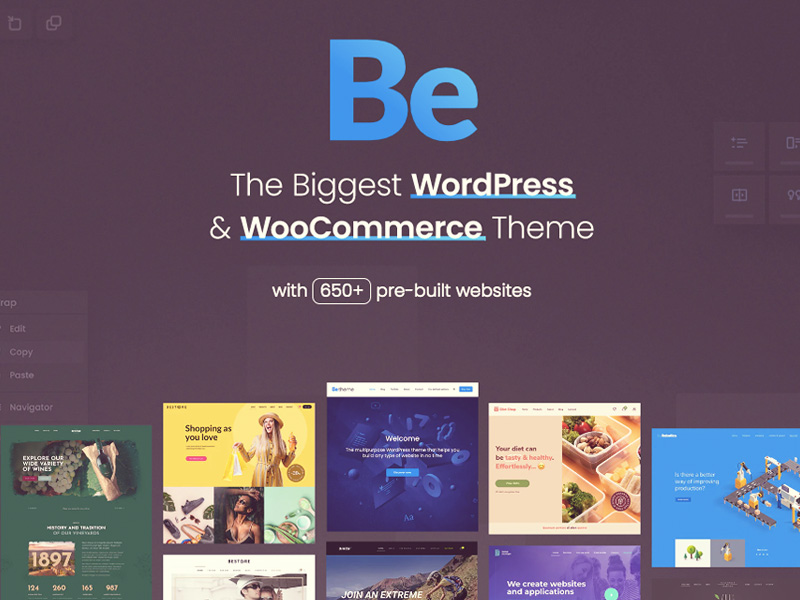 Be
The Biggest WordPress
& WooCommerce Theme
with 650+ pre-built websites
rap
Edit
Copy
Paste
Navigator
EXPLORE OUR
WIDE VARIETY
OF WINES
HISTORY AND TRADITION
OF OUR VINEYARDS
1897
124 260 165 987
RESTORE
Shopping as
you love
RESTORE
Betheme
Welcome
The multipurpose WordPress theme that helps you
build any type of website in no time
JOIN AN EXTREME
Your diet can
be tasty & healthy.
Effortlessly...
We create websites
and applications
Is there a better
way of improving
production?